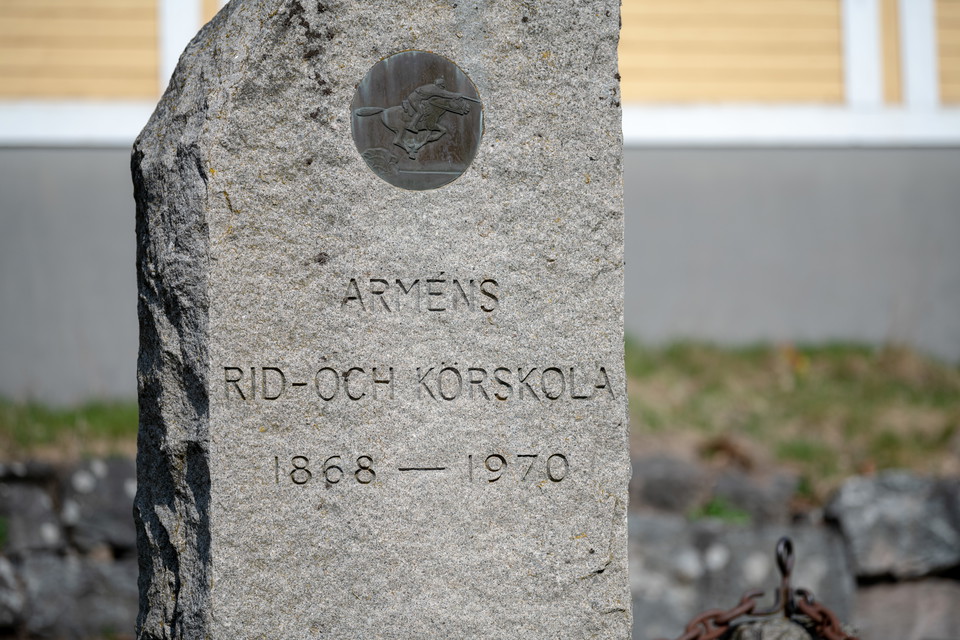 ARMÉNS
RID-OCH KÖRSKOLA
1868 — 1970